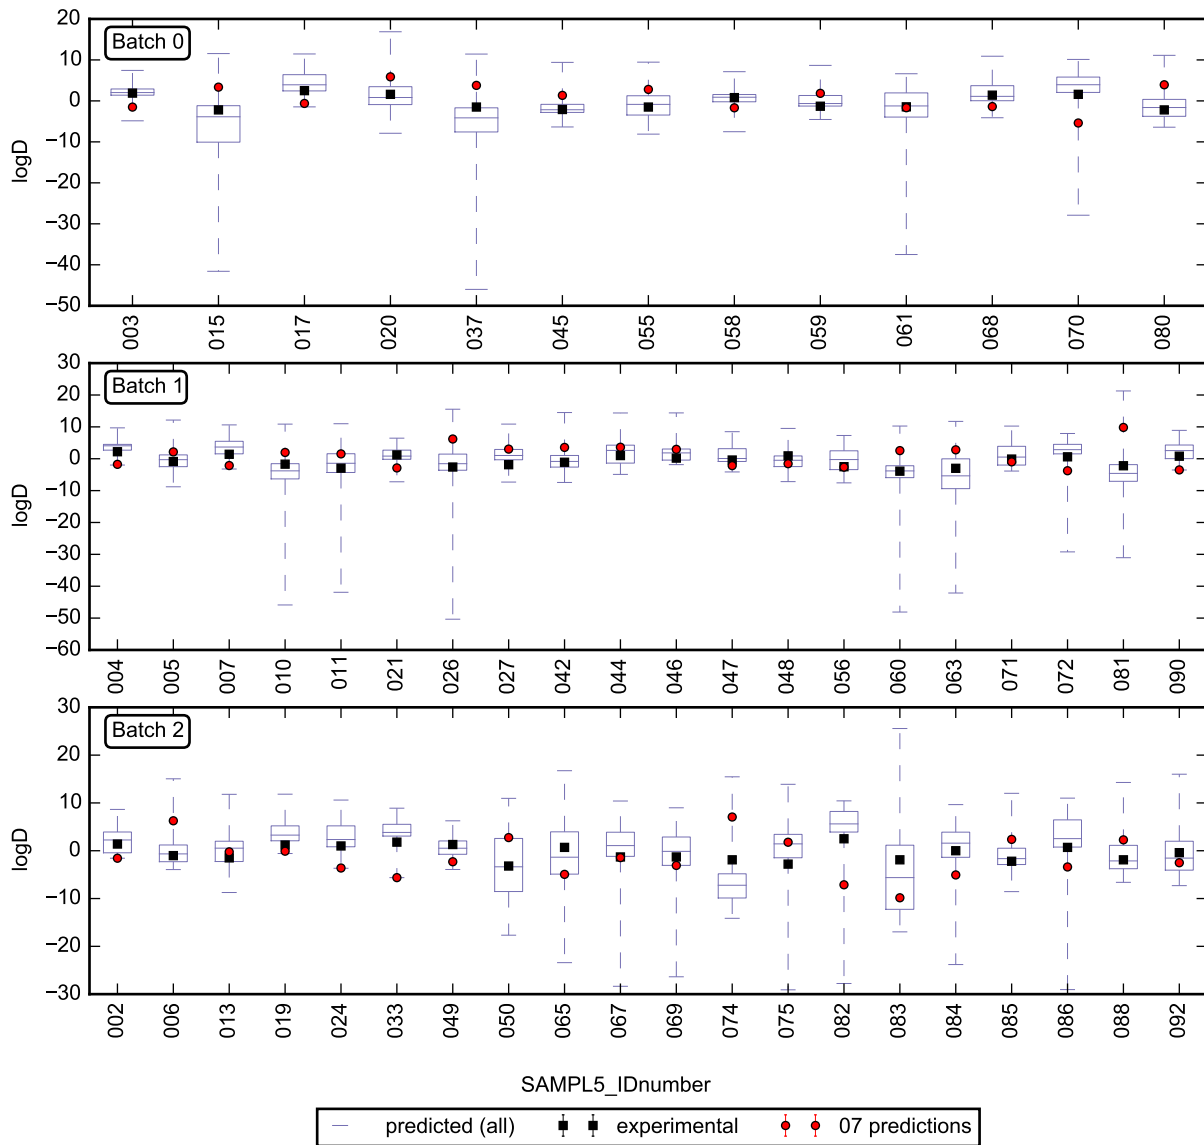 Batch 0
20
10
0
−10
−20
−30
−40
−50
logD
003 015 017 020 037 045 055 058 059 061 068 070 080
Batch 1
30
20
10
0
−10
−20
−30
−40
−50
−60
logD
004 005 007 010 011 021 026 027 042 044 046 047 048 056 060 063 071 072 081 090
Batch 2
30
20
10
0
−10
−20
−30
logD
002 006 013 019 024 033 049 050 065 067 069 074 075 082 083 084 085 086 088 092
SAMPL5_IDnumber
predicted (all) experimental 07 predictions